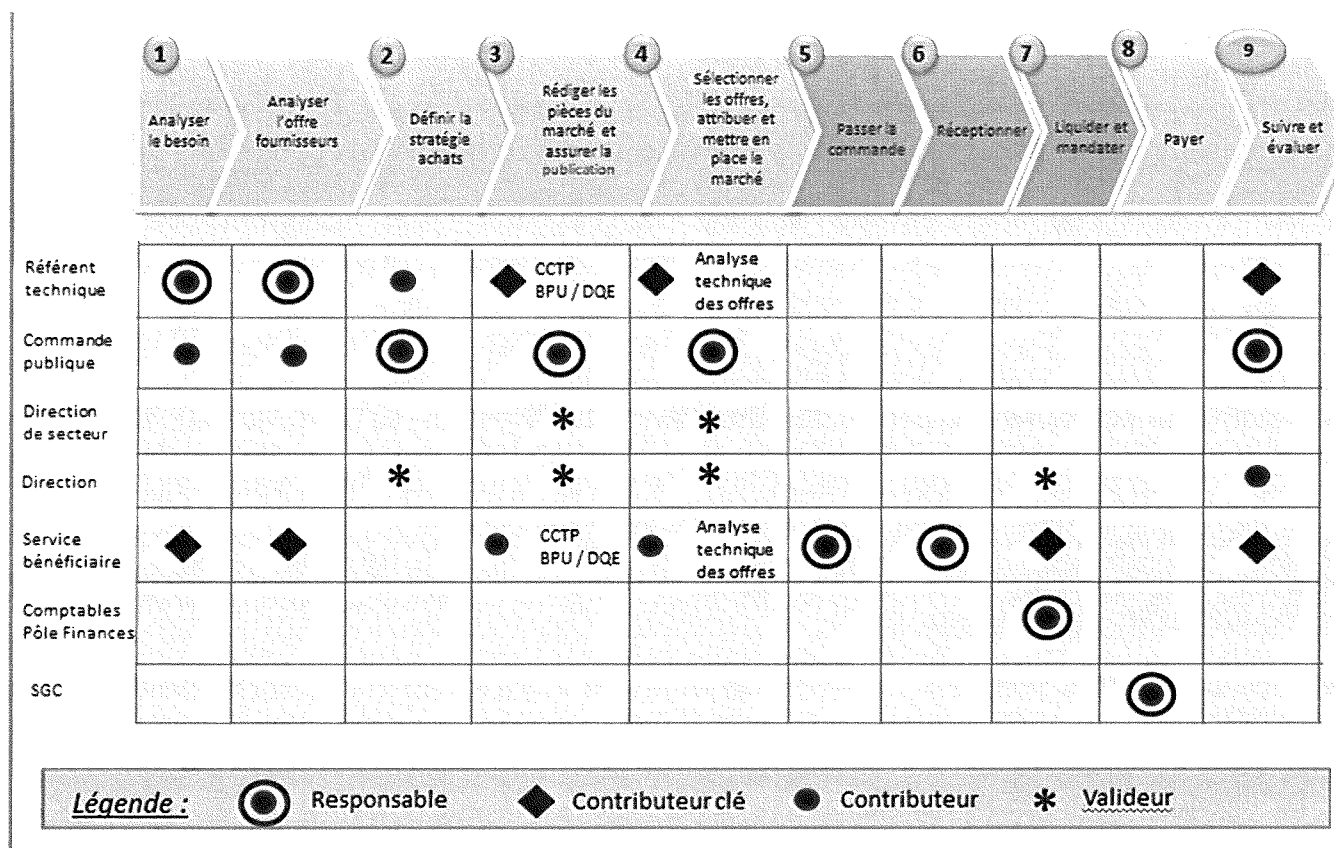 1
2
3
4
5
6
7
8
9
Analyser
le besoin
Analyser
l'offre
fournisseurs
Définir la
stratégie
achats
Rédiger les
pièces du
marché et
assurer la
publication
Sélectionner
les offres,
attribuer et
mettre en
place le
marché
Passer la
commande
Réceptionner
Liquider et
mandater
Payer
Suivre et
évaluer
Référent
technique
CCTP
BPU / DQE
Analyse
technique
des offres
Commande
publique
Direction
de secteur
Direction
Service
bénéficiaire
CCTP
BPU / DQE
Analyse
technique
des offres
Comptables
Pôle Finances
SGC
Légende :
Responsable
Contributeur clé
Contributeur
Valideur